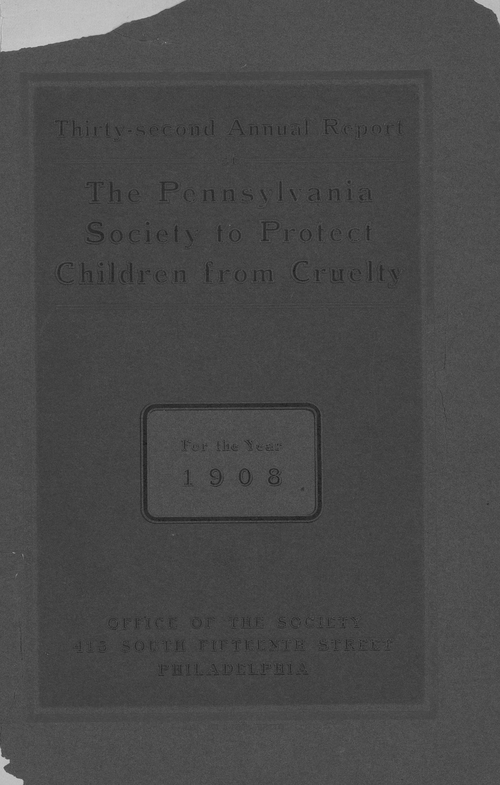 Thirty-second Annual Report
OF
The Pennsylvania
Society to Protect
Children from Cruelty
For the Year
1908
OFFICE OF THE SOCIETY
415 SOUTH FIFTEENTH STREET
PHILADELPHIA